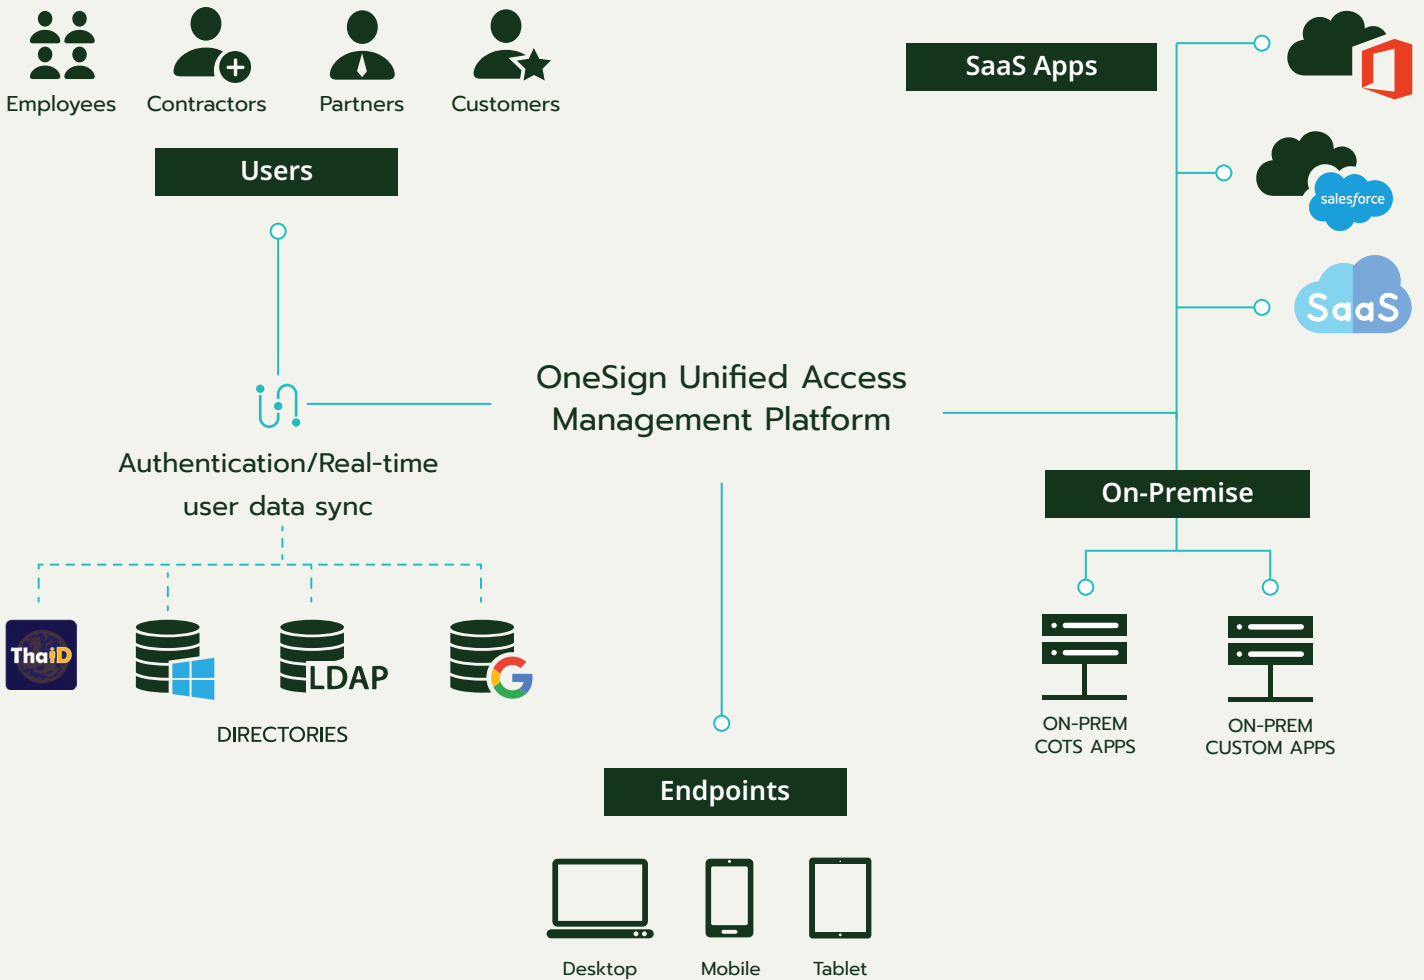 Employees
Contractors
Partners
Customers
Users
SaaS Apps
salesforce
SaaS
OneSign Unified Access
Management Platform
Authentication/Real-time
user data sync
ThaiD
LDAP
DIRECTORIES
On-Premise
ON-PREM
COTS APPS
ON-PREM
CUSTOM APPS
Endpoints
Desktop
Mobile
Tablet